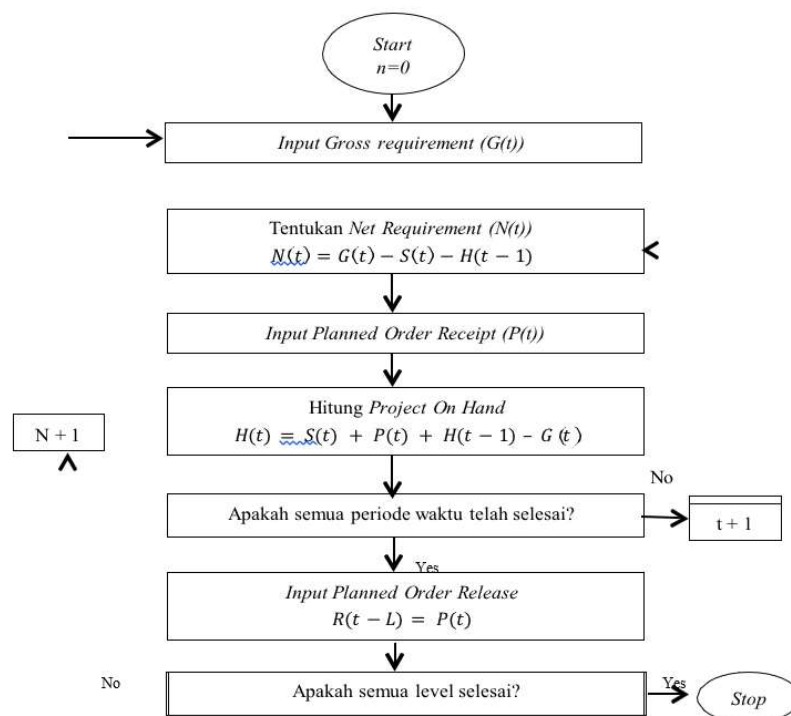 Start
n=0
Input Gross requirement (G(t))
Tentukan Net Requirement (N(t))
N(t) = G(t) − S(t) − H(t − 1)
Input Planned Order Receipt (P(t))
Hitung Project On Hand
H(t) = S(t) + P(t) + H(t − 1) – G (t)
N + 1
No
Apakah semua periode waktu telah selesai?
t + 1
Yes
Input Planned Order Release
R(t − L) = P(t)
No
Apakah semua level selesai?
Yes
Stop